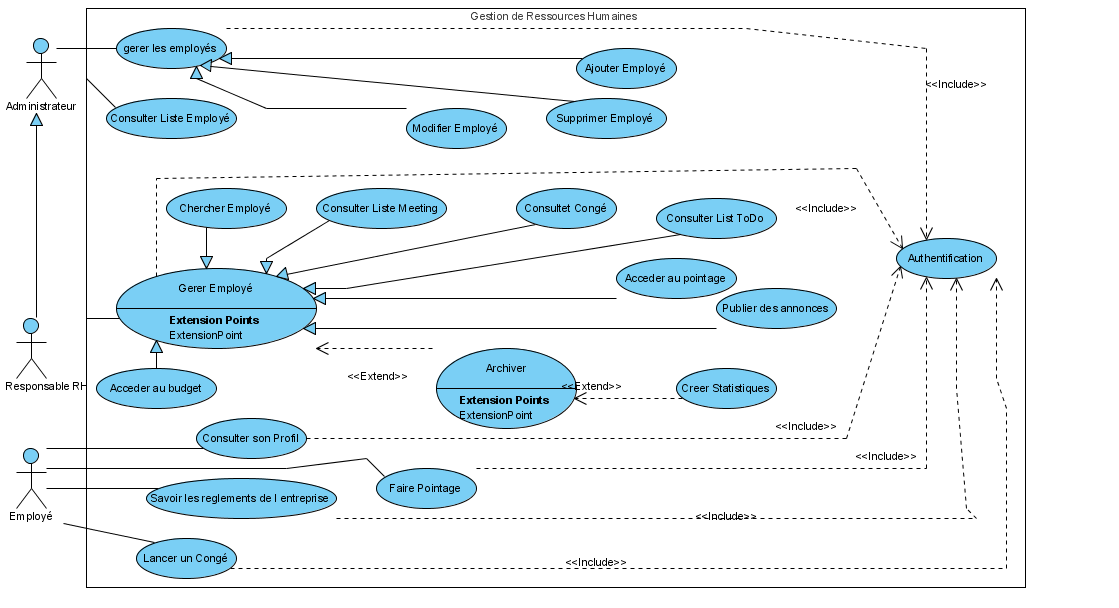 Gestion de Ressources Humaines
gerer les employés
Ajouter Employé
<<Include>>
Administrateur
Consulter Liste Employé
Modifier Employé
Supprimer Employé
Chercher Employé
Consulter Liste Meeting
Consultet Congé
Consulter List ToDo
<<Include>>
Authentification
Acceder au pointage
Gerer Employé
Publier des annonces
Extension Points
ExtensionPoint
Responsable RH
Acceder au budget
<<Extend>>
Archiver
<<Extend>>
Creer Statistiques
Extension Points
ExtensionPoint
Consulter son Profil
<<Include>>
<<Include>>
Faire Pointage
Savoir les reglements de l entreprise
Employé
<<Include>>
Lancer un Congé
<<Include>>